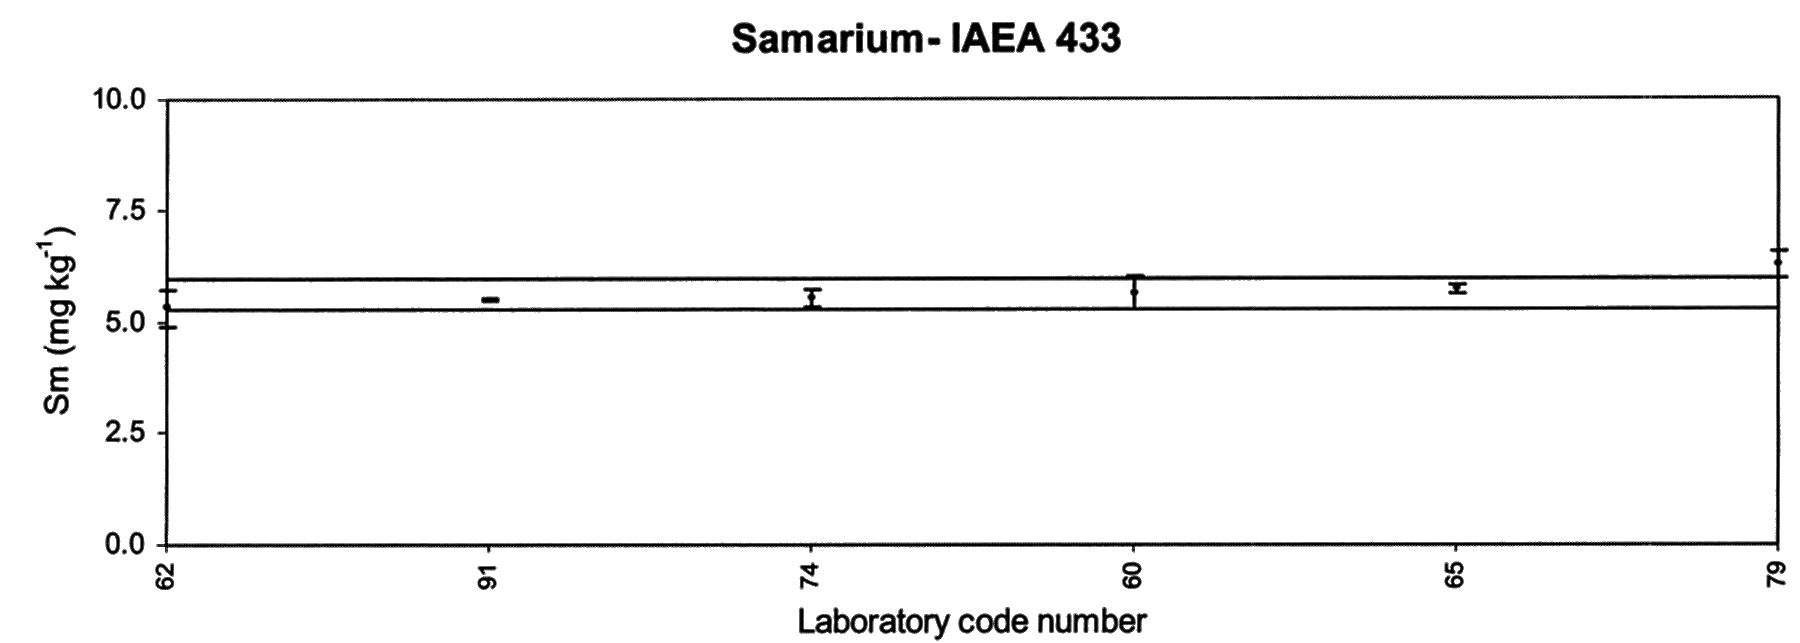 Samarium- IAEA 433
10.0
7.5
5.0
2.5
0.0
Sm (mg kg⁻¹)
62 91 74 60 65 79
Laboratory code number